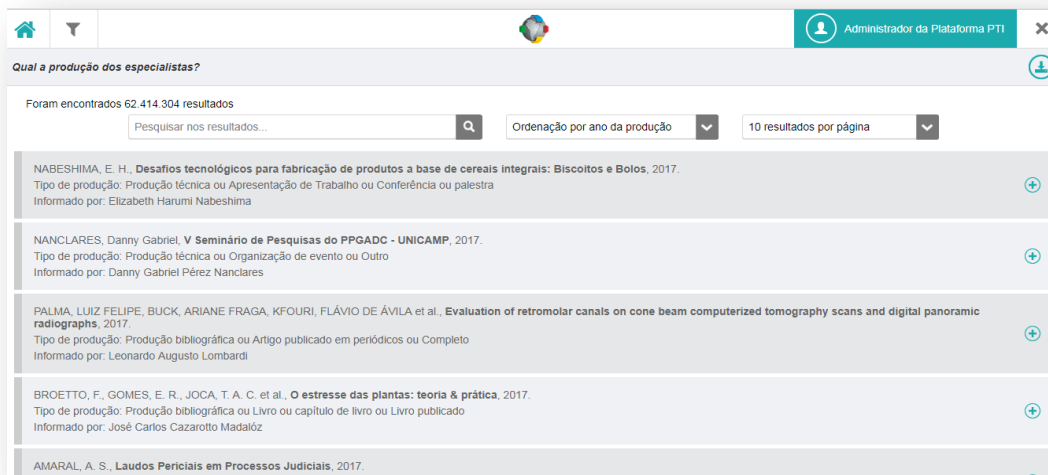 Administrador da Plataforma PTI
Qual a produção dos especialistas?
Foram encontrados 62.414.304 resultados
Pesquisar nos resultados...
Ordenação por ano da produção
10 resultados por página
NABESHIMA, E. H., Desafios tecnológicos para fabricação de produtos a base de cereais integrais: Biscoitos e Bolos, 2017.
Tipo de produção: Produção técnica ou Apresentação de Trabalho ou Conferência ou palestra
Informado por: Elizabeth Harumi Nabeshima
NANCLARES, Danny Gabriel, V Seminário de Pesquisas do PPGADC - UNICAMP, 2017.
Tipo de produção: Produção técnica ou Organização de evento ou Outro
Informado por: Danny Gabriel Pérez Nanclares
PALMA, LUIZ FELIPE, BUCK, ARIANE FRAGA, KFOURI, FLÁVIO DE ÁVILA et al., Evaluation of retromolar canals on cone beam computerized tomography scans and digital panoramic
radiographs, 2017.
Tipo de produção: Produção bibliográfica ou Artigo publicado em periódicos ou Completo
Informado por: Leonardo Augusto Lombardi
BROETTO, F., GOMES, E. R., JOCA, T. A. C. et al., O estresse das plantas: teoria & prática, 2017.
Tipo de produção: Produção bibliográfica ou Livro ou capítulo de livro ou Livro publicado
Informado por: José Carlos Cazarotto Madalóz
AMARAL, A. S., Laudos Periciais em Processos Judiciais, 2017.